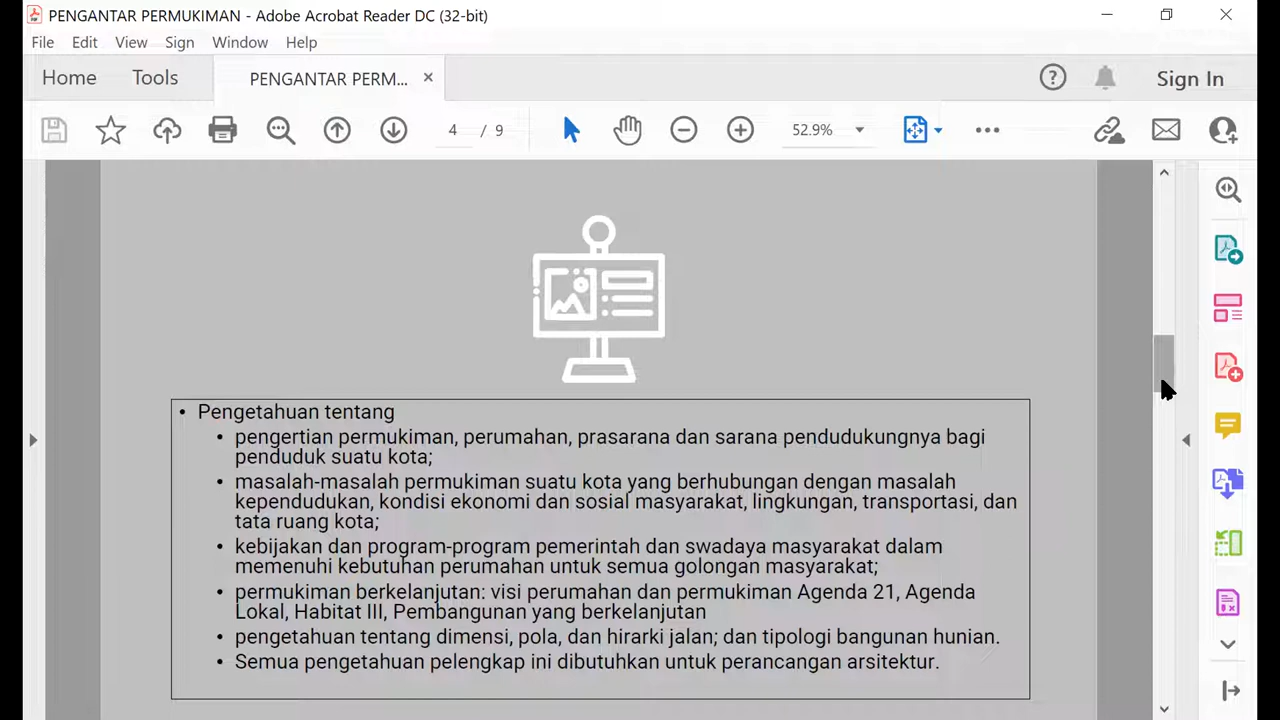 PENGANTAR PERMUKIMAN - Adobe Acrobat Reader DC (32-bit)
File Edit View Sign Window Help
Home Tools PENGANTAR PERM... Sign In
4 / 9 52.9%
• Pengetahuan tentang
• pengertian permukiman, perumahan, prasarana dan sarana pendudukungnya bagi
penduduk suatu kota;
• masalah-masalah permukiman suatu kota yang berhubungan dengan masalah
kependudukan, kondisi ekonomi dan sosial masyarakat, lingkungan, transportasi, dan
tata ruang kota;
• kebijakan dan program-program pemerintah dan swadaya masyarakat dalam
memenuhi kebutuhan perumahan untuk semua golongan masyarakat;
• permukiman berkelanjutan: visi perumahan dan permukiman Agenda 21, Agenda
Lokal, Habitat III, Pembangunan yang berkelanjutan
• pengetahuan tentang dimensi, pola, dan hirarki jalan; dan tipologi bangunan hunian.
• Semua pengetahuan pelengkap ini dibutuhkan untuk perancangan arsitektur.